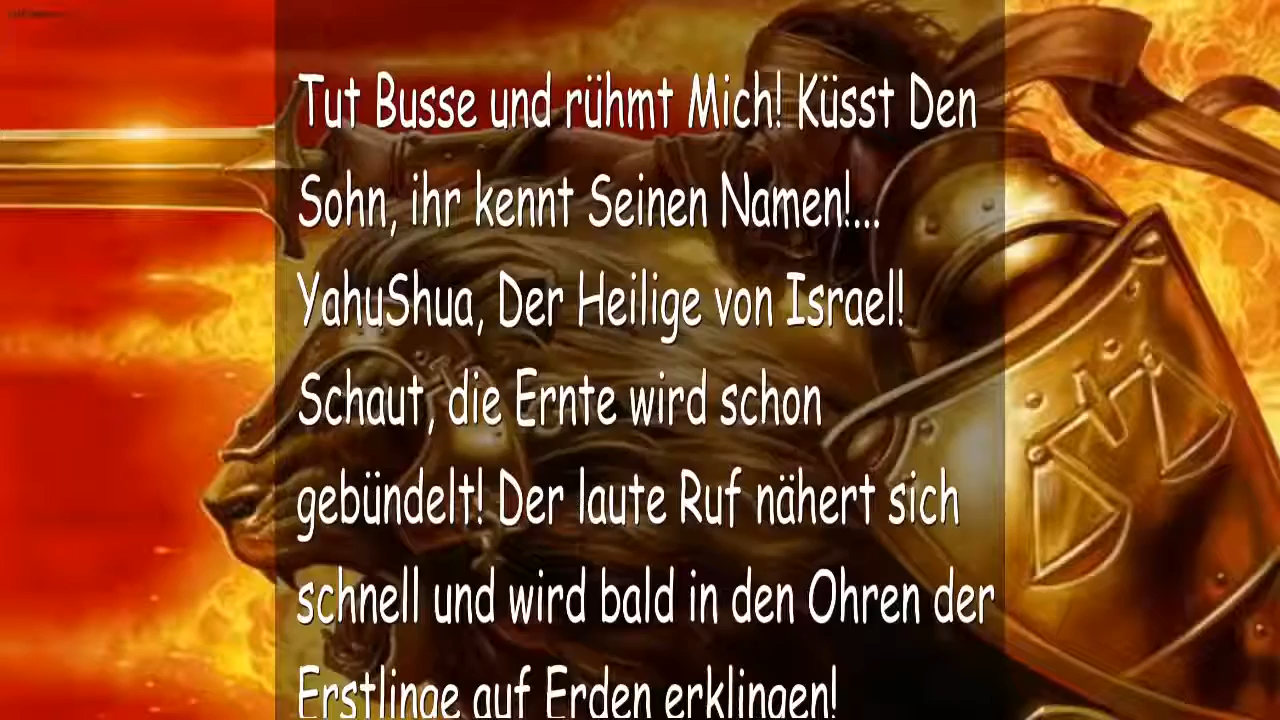 Tut Busse und rühmt Mich! Küsst Den
Sohn, ihr kennt Seinen Namen!...
YahuShua, Der Heilige von Israel!
Schaut, die Ernte wird schon
gebündelt! Der laute Ruf nähert sich
schnell und wird bald in den Ohren der
Erstlinge auf Erden erklingen!